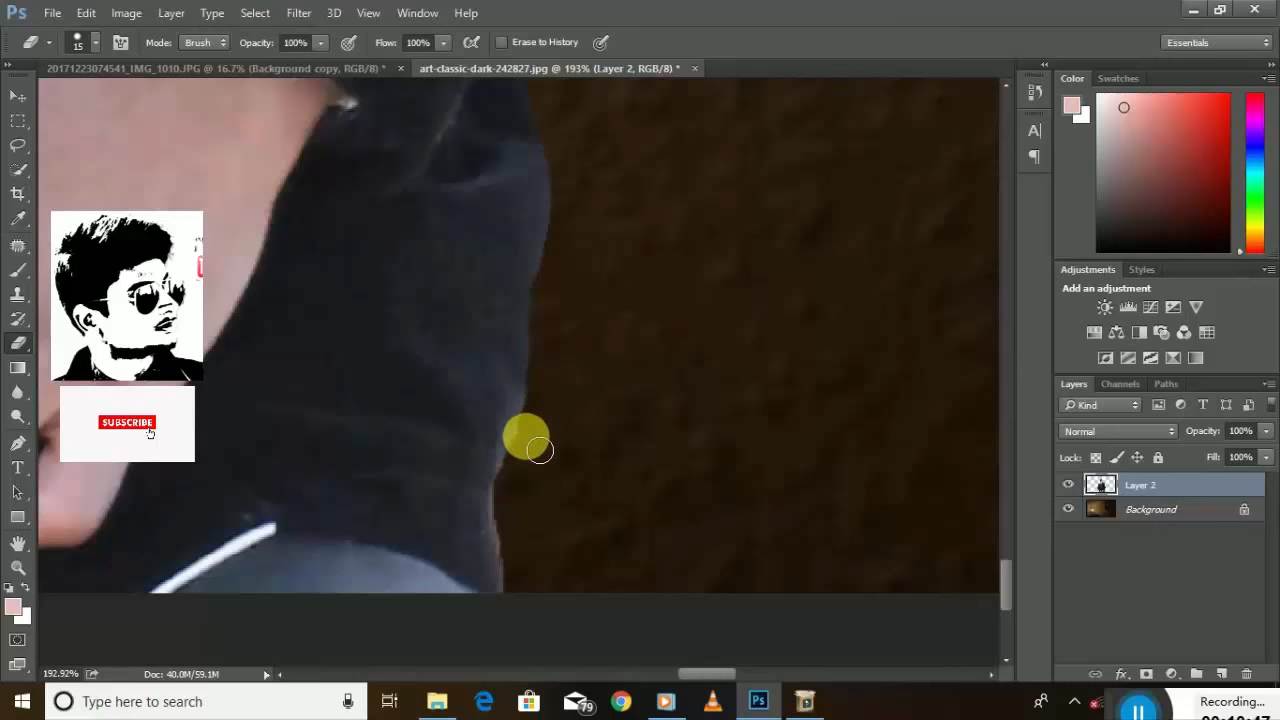 Ps File Edit Image Layer Type Select Filter 3D View Window Help
15 Mode: Brush Opacity: 100% Flow: 100% Erase to History Essentials
20171223074541_IMG_1010.JPG @ 16.7% (Background copy, RGB/8) * × art-classic-dark-242827.jpg @ 193% (Layer 2, RGB/8) * ×
Color Swatches
Adjustments Styles
Add an adjustment
Layers Channels Paths
Kind
Normal Opacity: 100%
Lock: Fill: 100%
Layer 2
Background
SUBSCRIBE
192.92% Doc: 40.0M/59.1M
Type here to search
79
Ps
Recording...